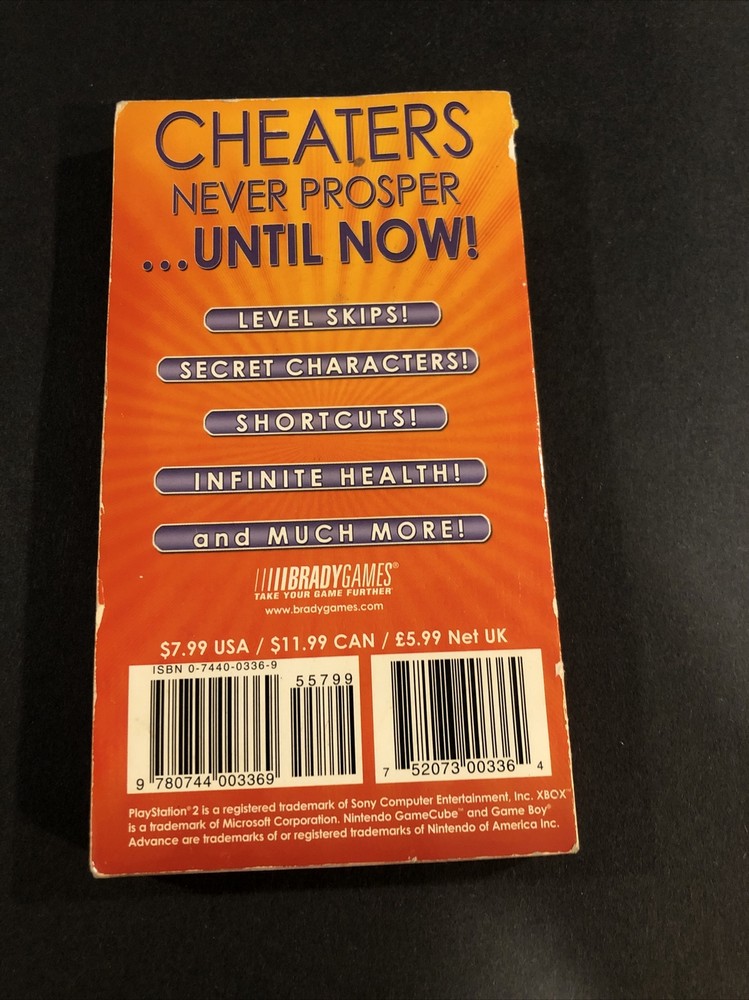 CHEATERS
NEVER PROSPER
...UNTIL NOW!
LEVEL SKIPS!
SECRET CHARACTERS!
SHORTCUTS!
INFINITE HEALTH!
and MUCH MORE!
BRADYGAMES®
TAKE YOUR GAME FURTHER®
www.bradygames.com
$7.99 USA / $11.99 CAN / £5.99 Net UK
ISBN 0-7440-0336-9
55799
9 780744 003369
7 52073 00336 4
PlayStation® 2 is a registered trademark of Sony Computer Entertainment, Inc. XBOX™
is a trademark of Microsoft Corporation. Nintendo GameCube™ and Game Boy®
Advance are trademarks of or registered trademarks of Nintendo of America Inc.